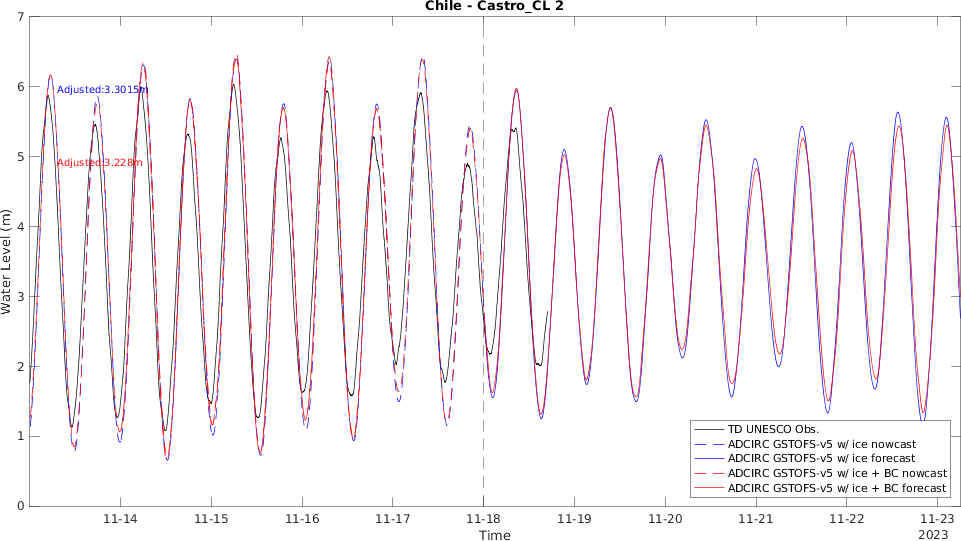 Chile - Castro_CL 2
7
6
5
4
3
2
1
0
Water Level (m)
Adjusted:3.3015m
Adjusted:3.228m
TD UNESCO Obs.
ADCIRC GSTOFS-v5 w/ ice nowcast
ADCIRC GSTOFS-v5 w/ ice forecast
ADCIRC GSTOFS-v5 w/ ice + BC nowcast
ADCIRC GSTOFS-v5 w/ ice + BC forecast
11-14 11-15 11-16 11-17 11-18 11-19 11-20 11-21 11-22 11-23
Time 2023